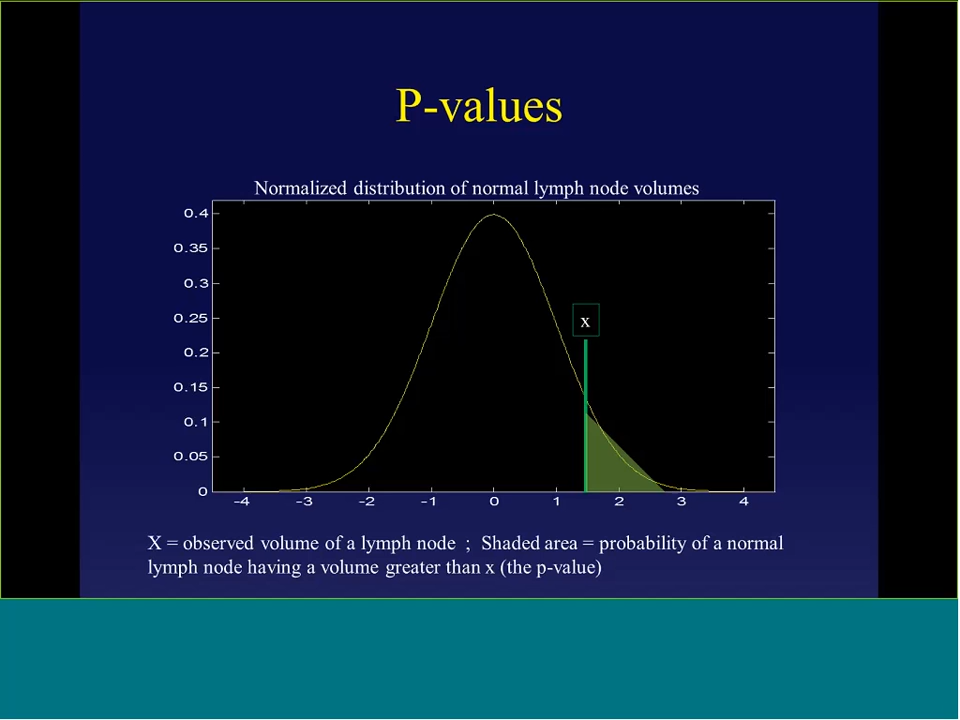 P-values
Normalized distribution of normal lymph node volumes
0.4
0.35
0.3
0.25
0.2
0.15
0.1
0.05
0
x
-4 -3 -2 -1 0 1 2 3 4
X = observed volume of a lymph node ; Shaded area = probability of a normal
lymph node having a volume greater than x (the p-value)